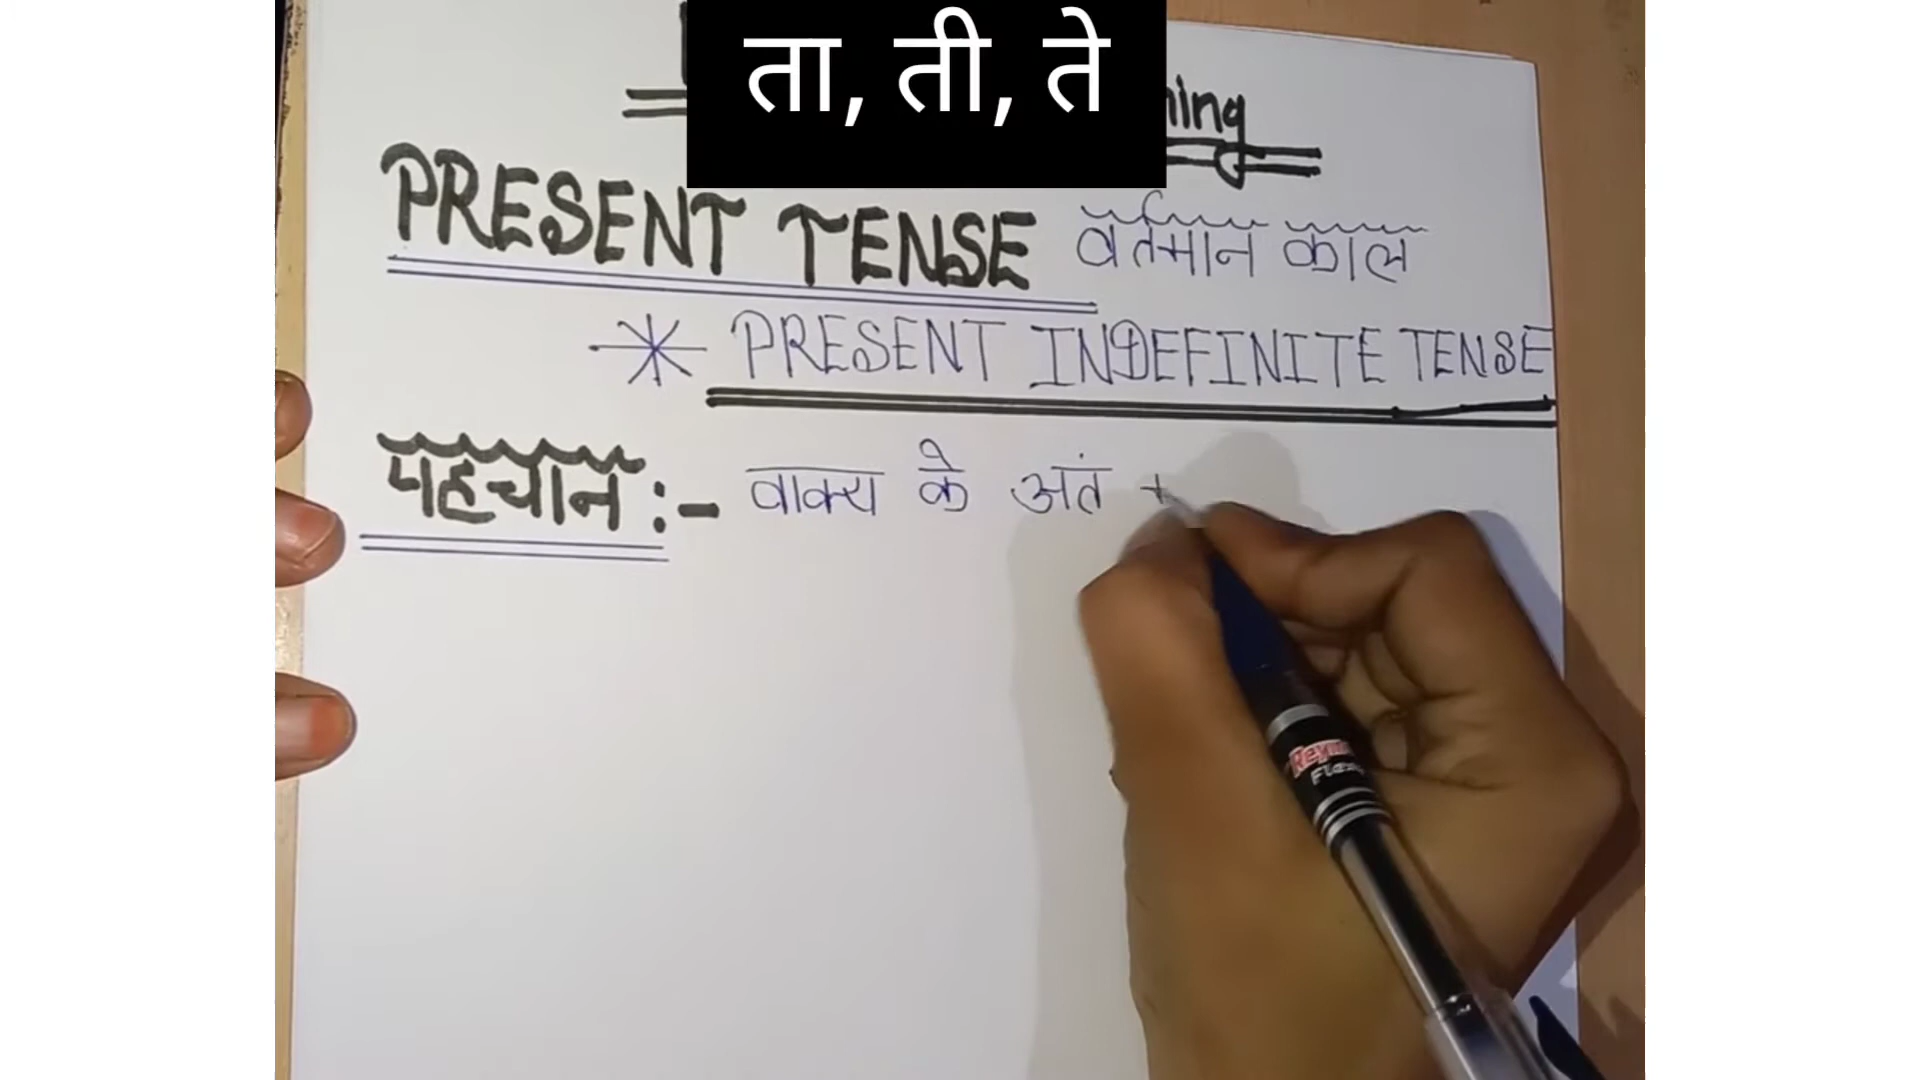 ता, ती, ते
PRESENT TENSE वर्तमान काल
* PRESENT INDEFINITE TENSE
पहचान :- वाक्य के अंत